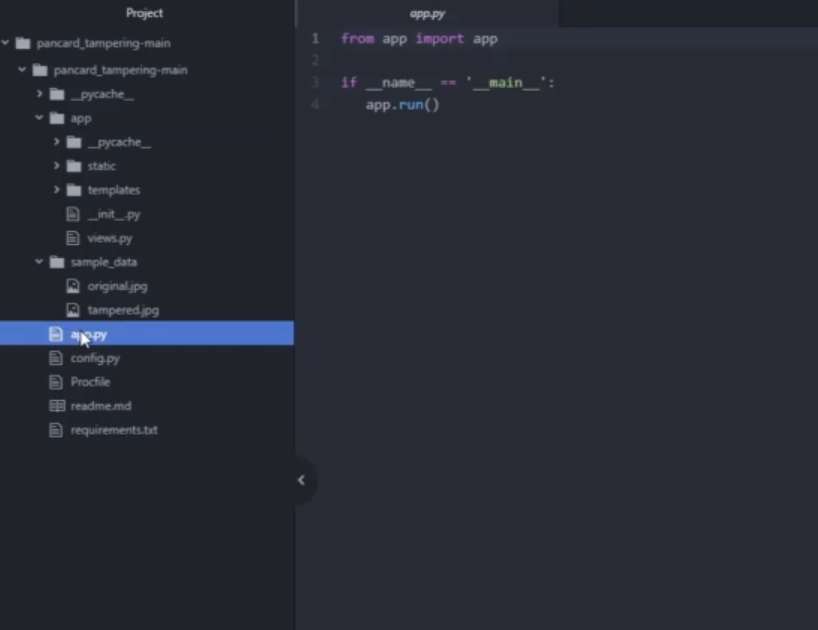 Project
pancard_tampering-main
pancard_tampering-main
__pycache__
app
__pycache__
static
templates
__init__.py
views.py
sample_data
original.jpg
tampered.jpg
app.py
config.py
Procfile
readme.md
requirements.txt
app.py
1 from app import app
2
3 if __name__ == '__main__':
4 app.run()